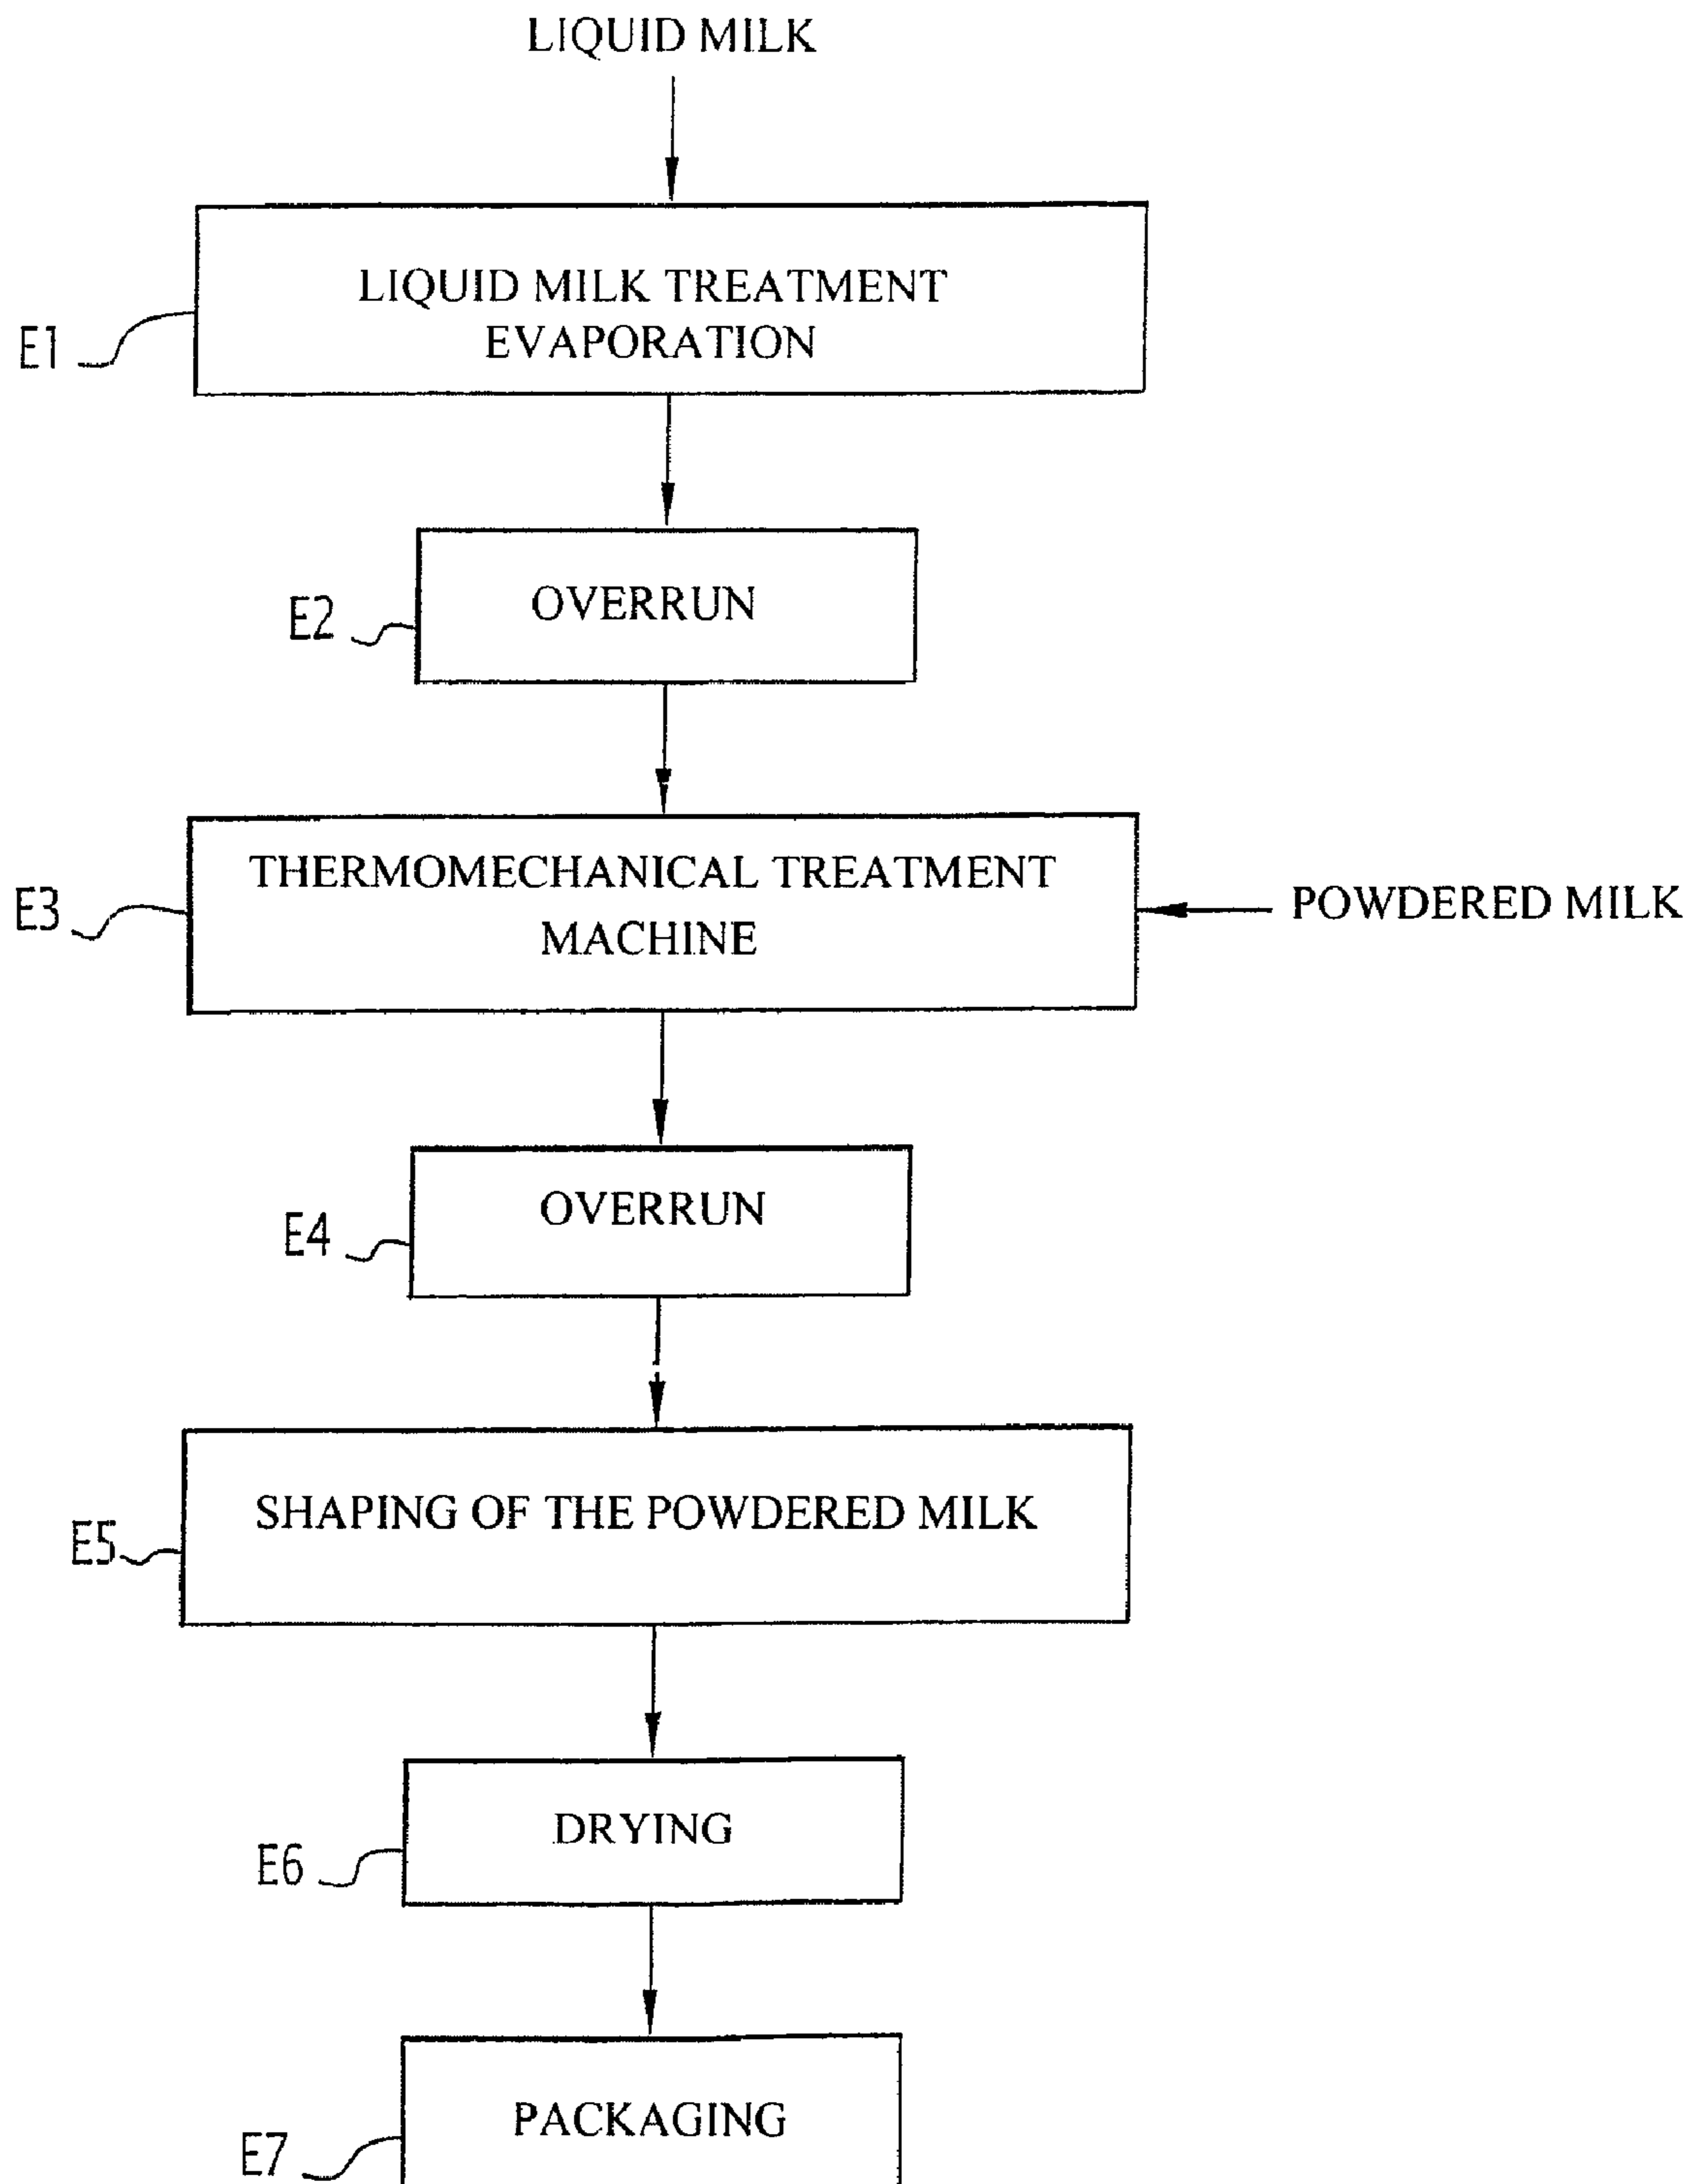 LIQUID MILK
LIQUID MILK TREATMENT
EVAPORATION
E1
OVERRUN
E2
THERMOMECHANICAL TREATMENT
MACHINE
E3
POWDERED MILK
OVERRUN
E4
SHAPING OF THE POWDERED MILK
E5
DRYING
E6
PACKAGING
E7